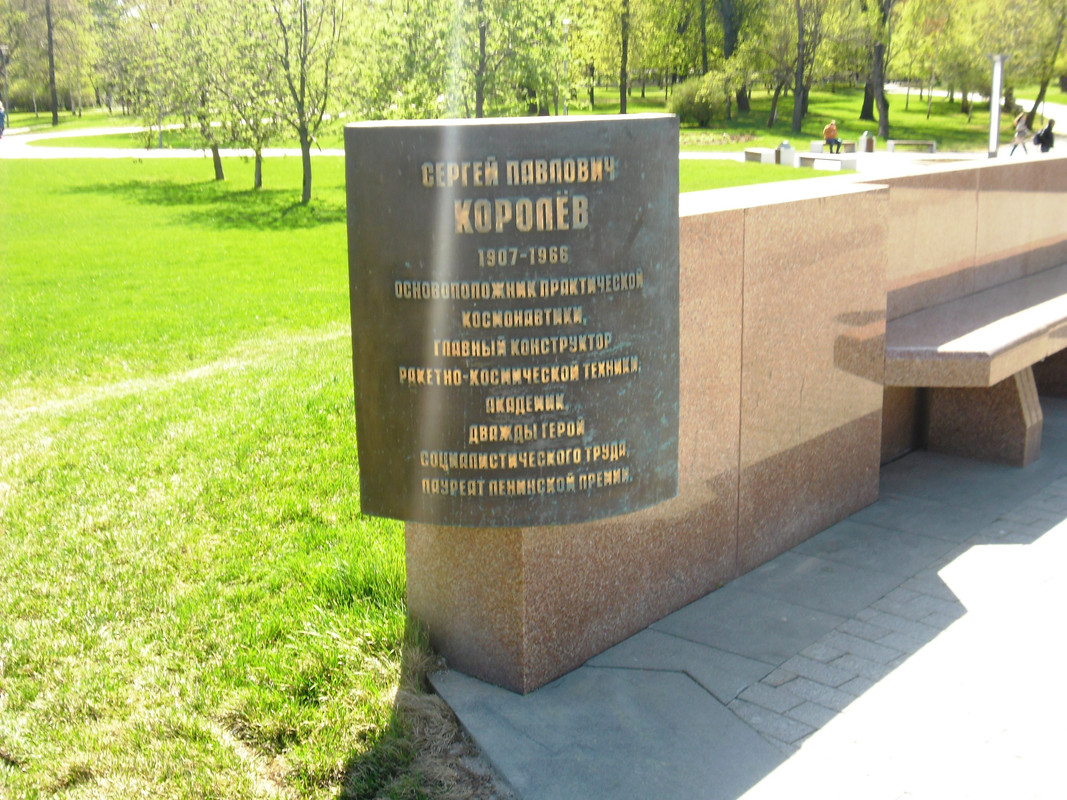 СЕРГЕЙ ПАВЛОВИЧ
КОРОЛЁВ
1907-1966
ОСНОВОПОЛОЖНИК ПРАКТИЧЕСКОЙ
КОСМОНАВТИКИ,
ГЛАВНЫЙ КОНСТРУКТОР
РАКЕТНО-КОСМИЧЕСКОЙ ТЕХНИКИ,
АКАДЕМИК,
ДВАЖДЫ ГЕРОЙ
СОЦИАЛИСТИЧЕСКОГО ТРУДА,
ЛАУРЕАТ ЛЕНИНСКОЙ ПРЕМИИ.